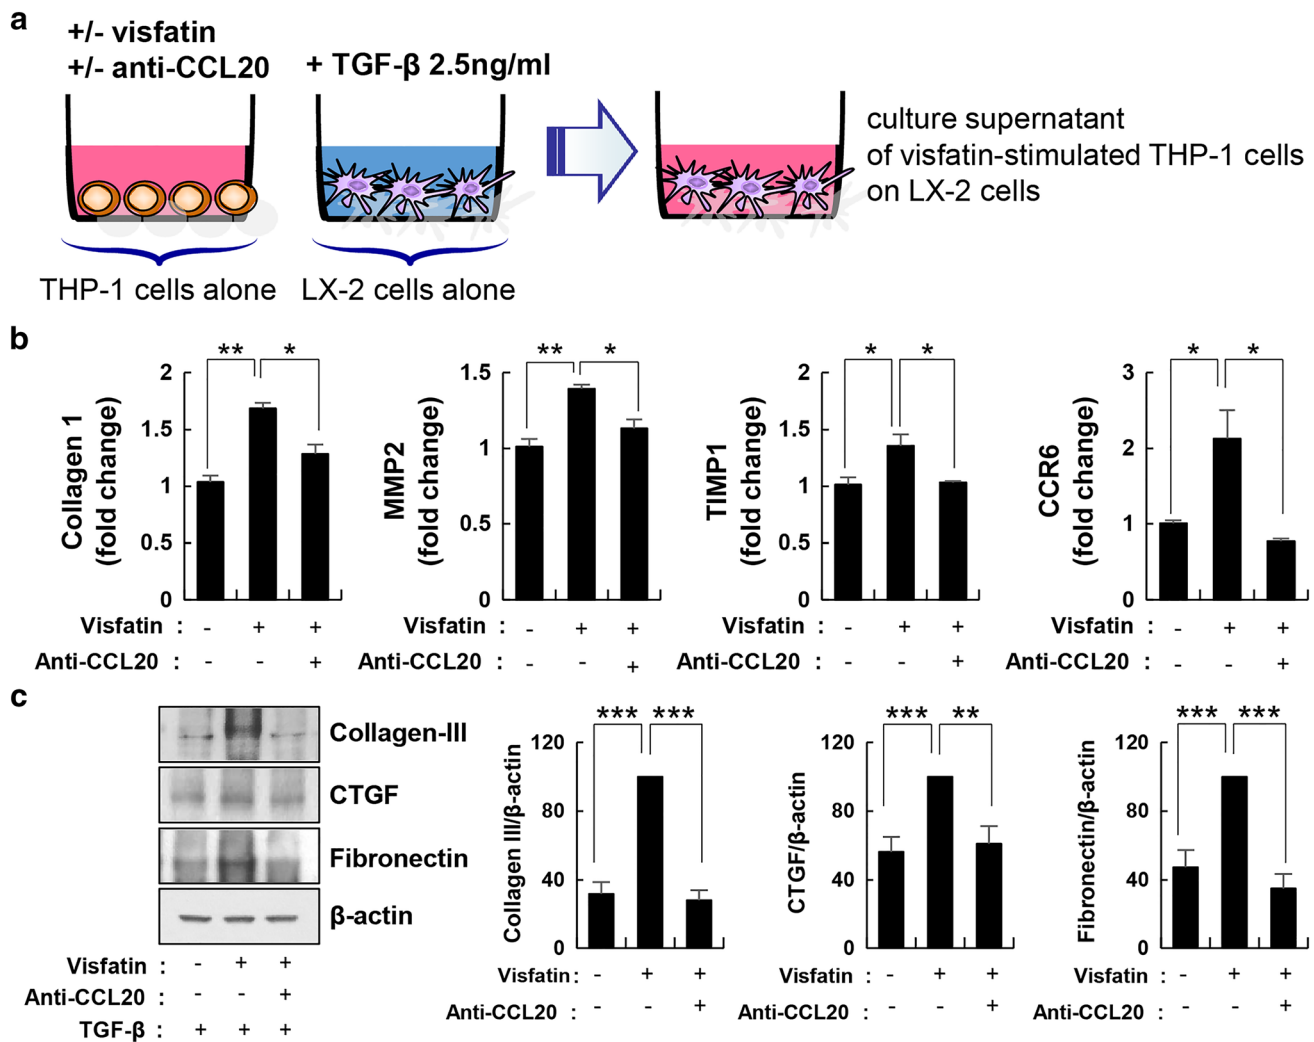 a
+/- visfatin
+/- anti-CCL20
+ TGF-β 2.5ng/ml
THP-1 cells alone
LX-2 cells alone
culture supernatant
of visfatin-stimulated THP-1 cells
on LX-2 cells
b
Collagen 1
(fold change)
2
1.5
1
0.5
0
** *
Visfatin : - + +
Anti-CCL20 : - - +
MMP2
(fold change)
1.5
1
0.5
0
** *
Visfatin : - + +
Anti-CCL20 : - - +
TIMP1
(fold change)
2
1.5
1
0.5
0
* *
Visfatin : - + +
Anti-CCL20 : - - +
CCR6
(fold change)
3
2
1
0
* *
Visfatin : - + +
Anti-CCL20 : - - +
c
Collagen-III
CTGF
Fibronectin
β-actin
Visfatin : - + +
Anti-CCL20 : - - +
TGF-β : + + +
Collagen III/β-actin
120
80
40
0
*** ***
Visfatin : - + +
Anti-CCL20 : - - +
CTGF/β-actin
120
80
40
0
*** **
Visfatin : - + +
Anti-CCL20 : - - +
Fibronectin/β-actin
120
80
40
0
*** ***
Visfatin : - + +
Anti-CCL20 : - - +